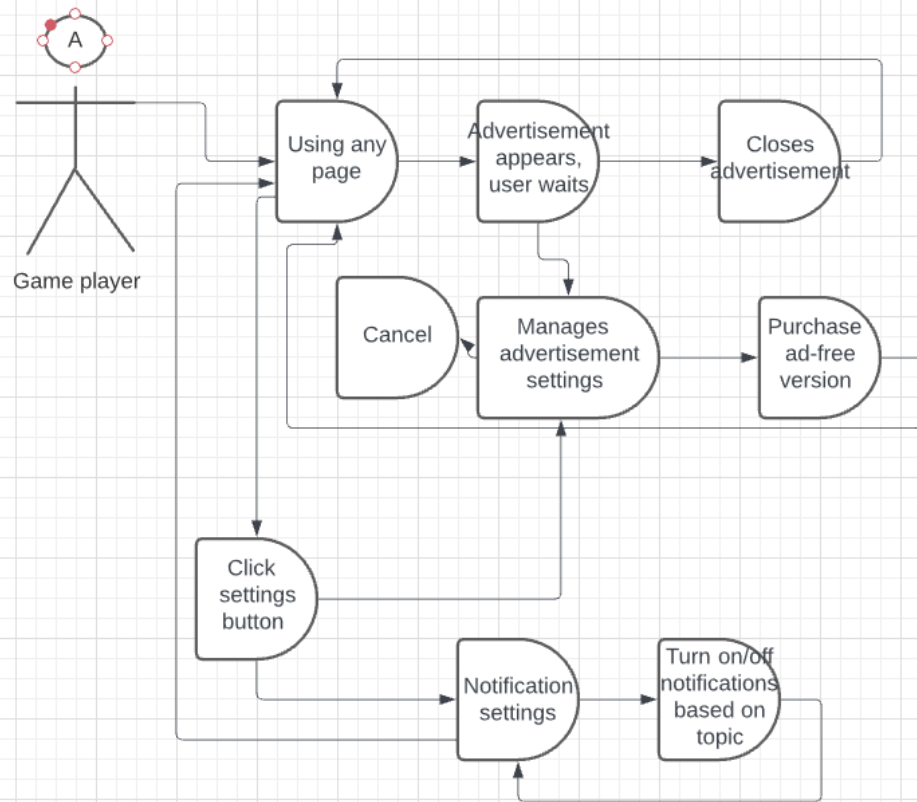 A
Game player
Using any
page
Advertisement
appears,
user waits
Closes
advertisement
Cancel
Manages
advertisement
settings
Purchase
ad-free
version
Click
settings
button
Notification
settings
Turn on/off
notifications
based on
topic